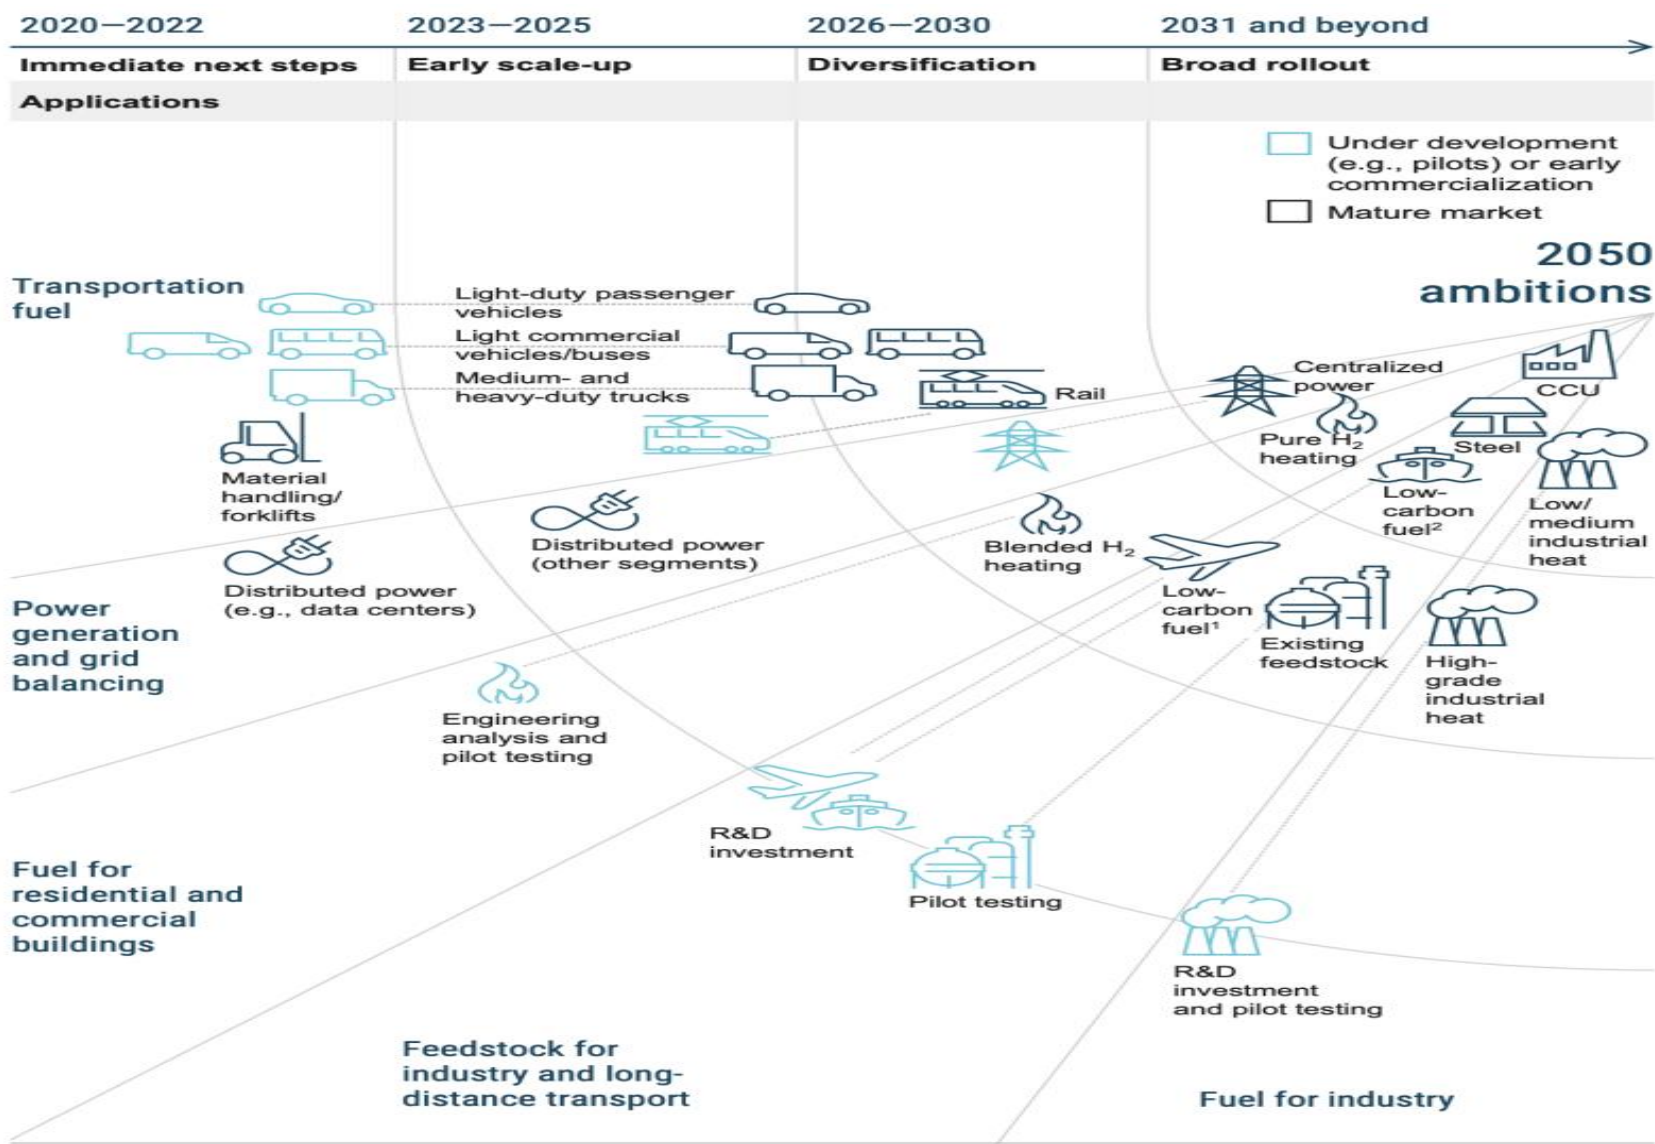 2020—2022
2023—2025
2026—2030
2031 and beyond
Immediate next steps
Early scale-up
Diversification
Broad rollout
Applications
Under development
(e.g., pilots) or early
commercialization
Mature market
2050
ambitions
Transportation
fuel
Light-duty passenger
vehicles
Light commercial
vehicles/buses
Medium- and
heavy-duty trucks
Rail
Material
handling/
forklifts
Centralized
power
CCU
Pure H₂
heating
Steel
Low-
carbon
fuel²
Low/
medium
industrial
heat
Power
generation
and grid
balancing
Distributed power
(e.g., data centers)
Distributed power
(other segments)
Blended H₂
heating
Low-
carbon
fuel¹
Existing
feedstock
High-
grade
industrial
heat
Engineering
analysis and
pilot testing
R&D
investment
Pilot testing
R&D
investment
and pilot testing
Fuel for
residential and
commercial
buildings
Feedstock for
industry and long-
distance transport
Fuel for industry